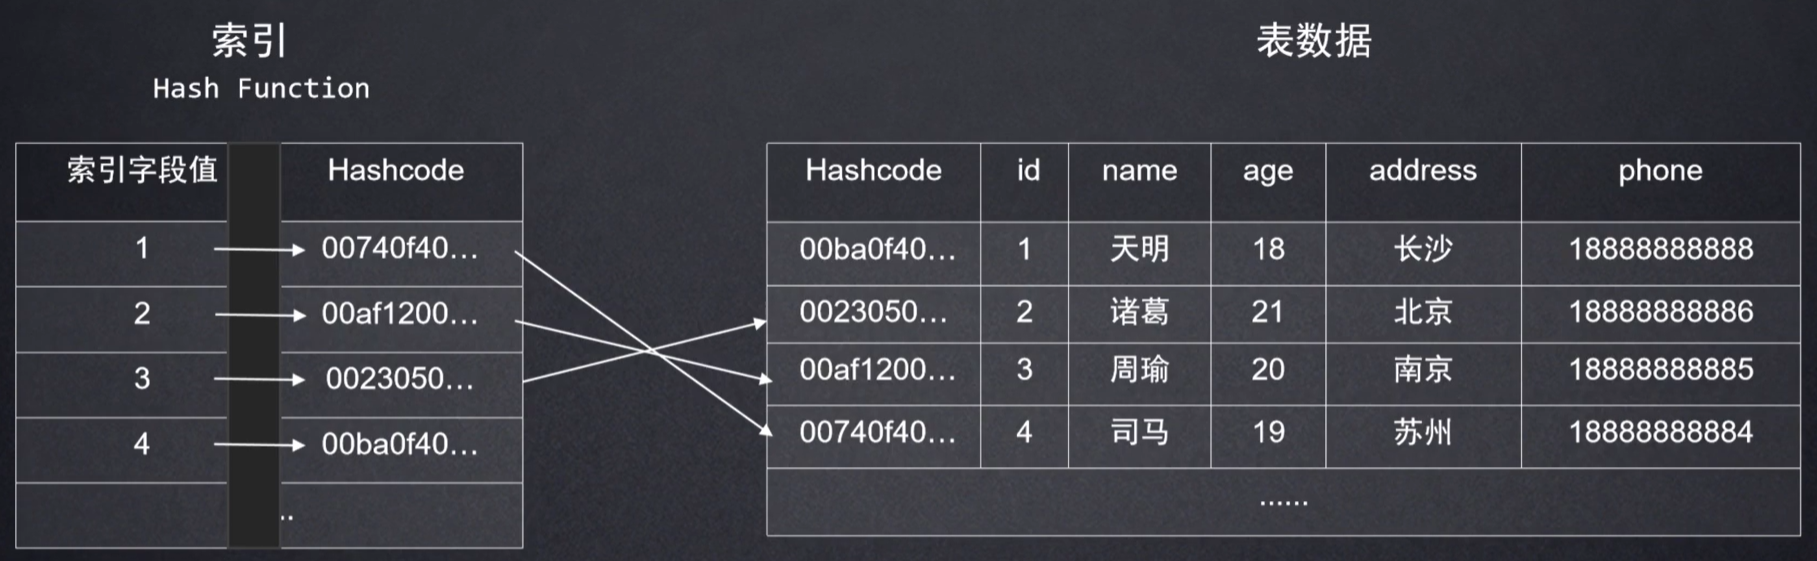 索引
Hash Function
表数据
索引字段值 Hashcode
1 00740f40...
2 00af1200...
3 0023050...
4 00ba0f40...
..
Hashcode id name age address phone
00ba0f40... 1 天明 18 长沙 18888888888
0023050... 2 诸葛 21 北京 18888888886
00af1200... 3 周瑜 20 南京 18888888885
00740f40... 4 司马 19 苏州 18888888884
......